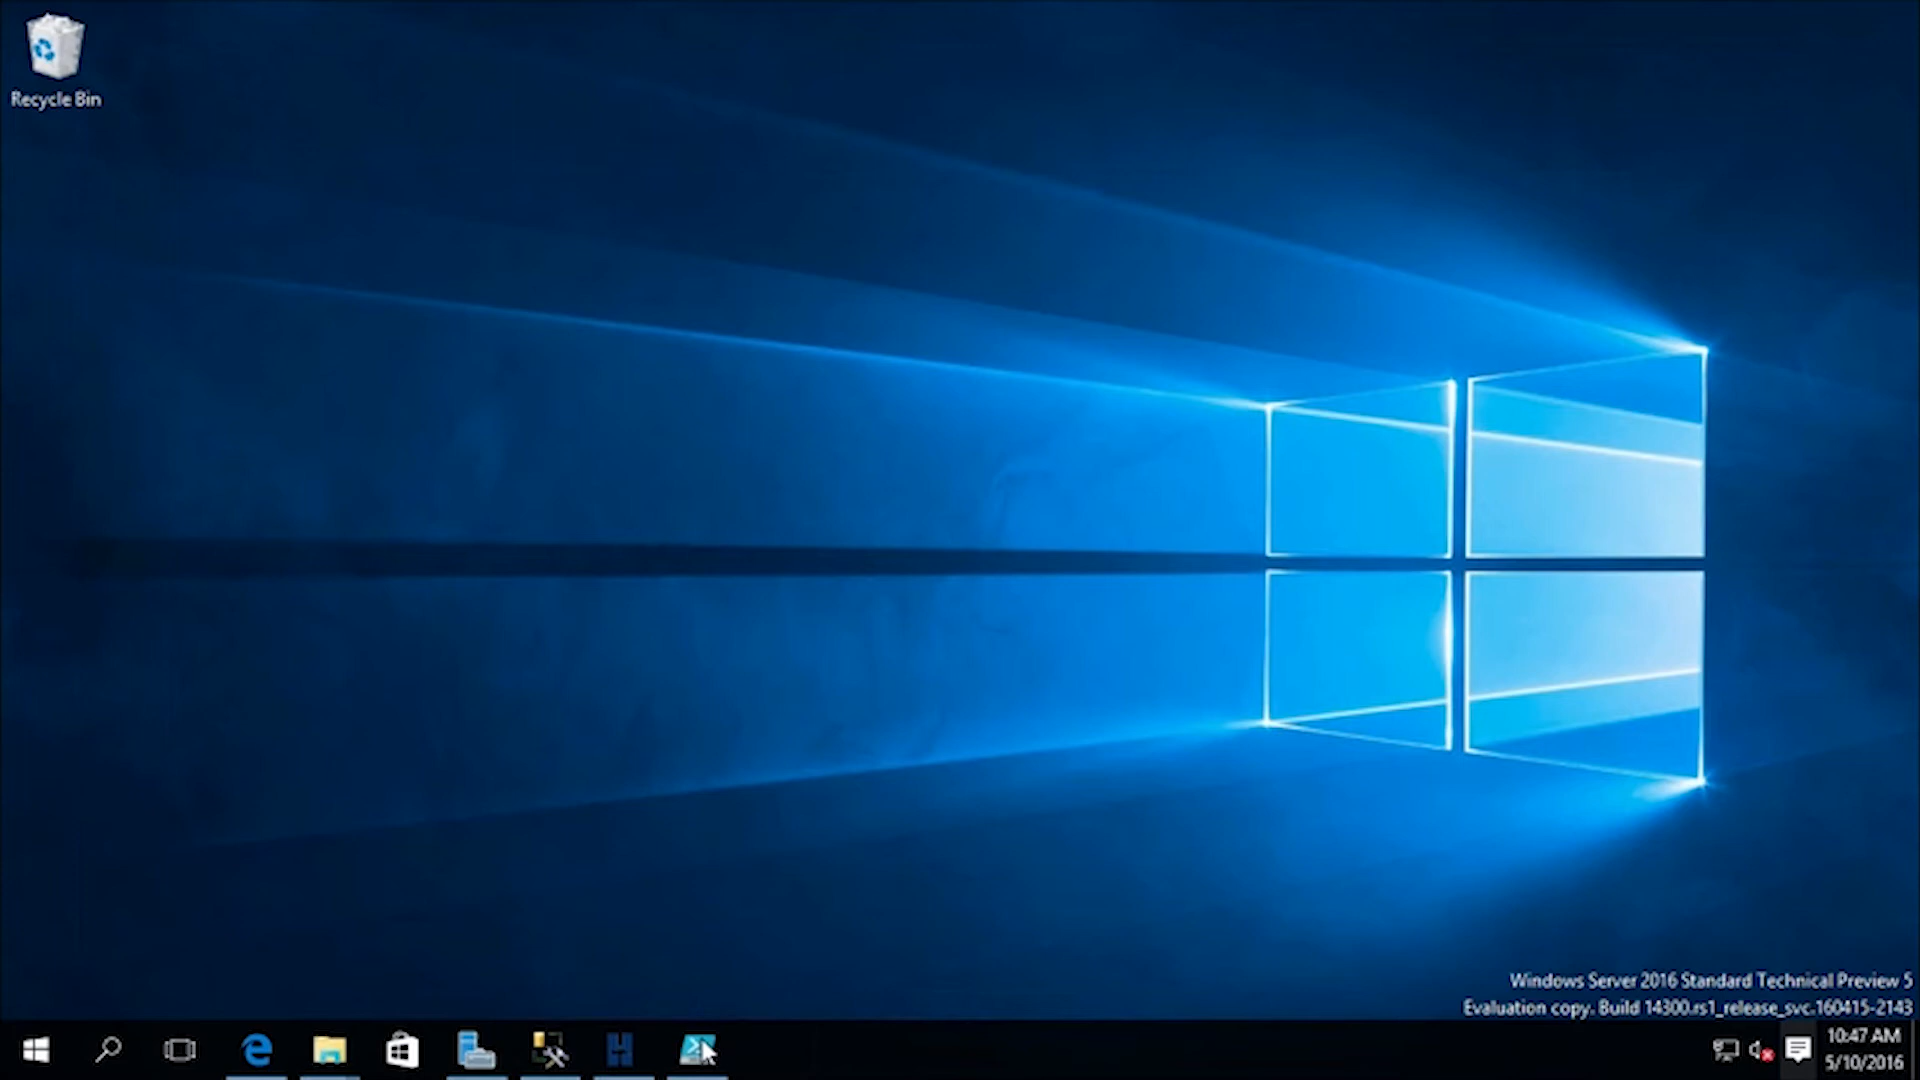 Recycle Bin
Windows Server 2016 Standard Technical Preview 5
Evaluation copy. Build 14300.rs1_release_svc.160415-2143
10:47 AM
5/10/2016